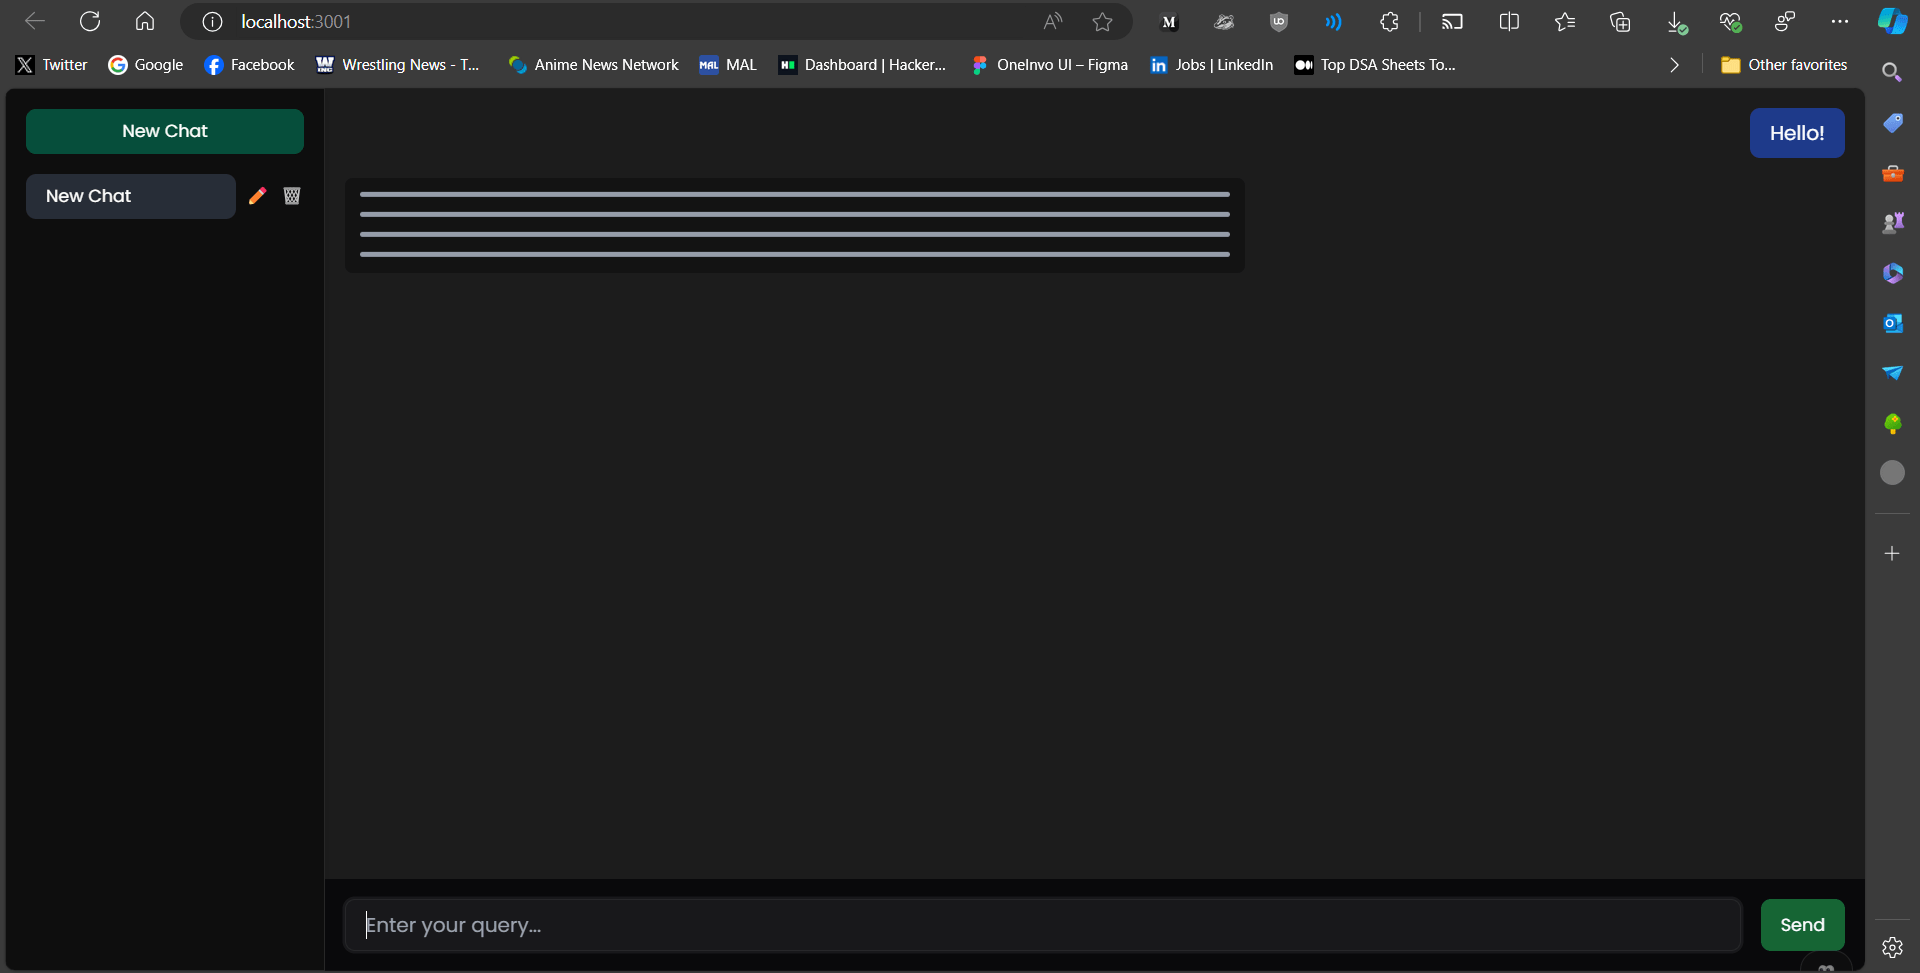 localhost:3001
Twitter Google Facebook Wrestling News - T... Anime News Network MAL Dashboard | Hacker... OneInvo UI – Figma Jobs | LinkedIn Top DSA Sheets To... Other favorites
New Chat
Hello!
New Chat
Enter your query...
Send